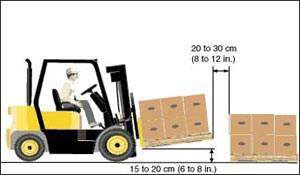 20 to 30 cm
(8 to 12 in.)
15 to 20 cm (6 to 8 in.)